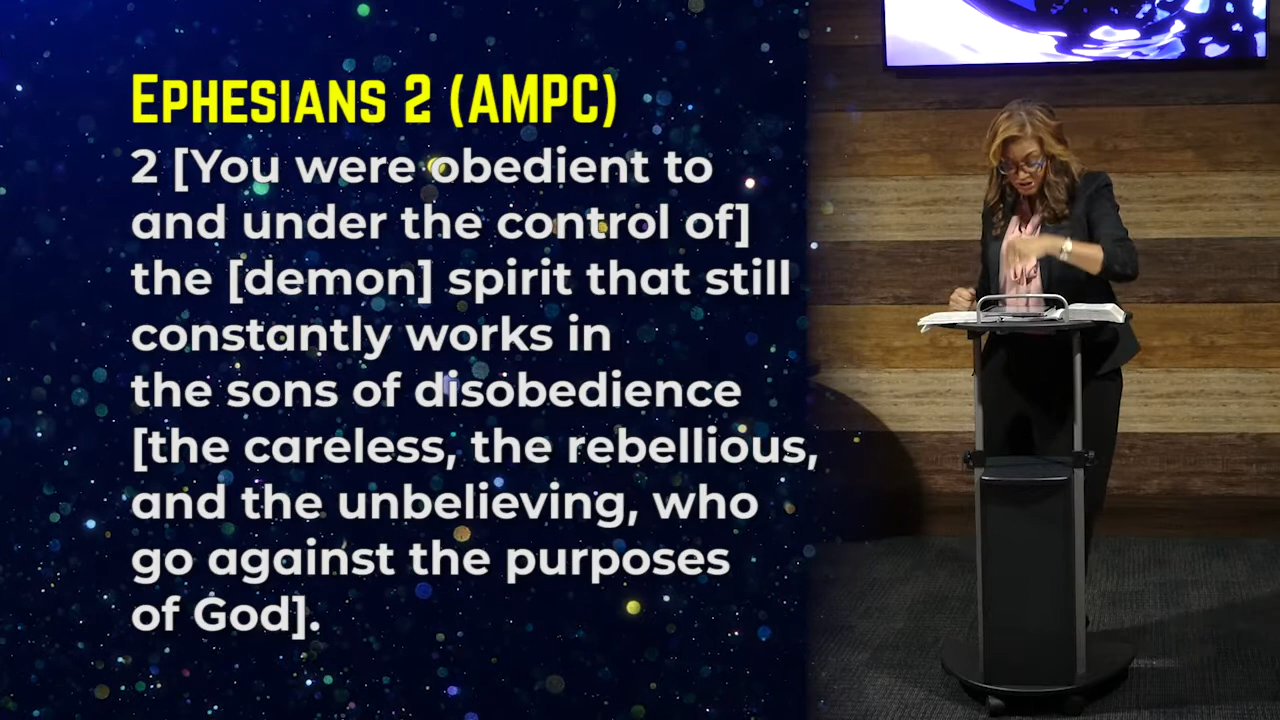 Ephesians 2 (AMPC)
2 [You were obedient to
and under the control of]
the [demon] spirit that still
constantly works in
the sons of disobedience
[the careless, the rebellious,
and the unbelieving, who
go against the purposes
of God].